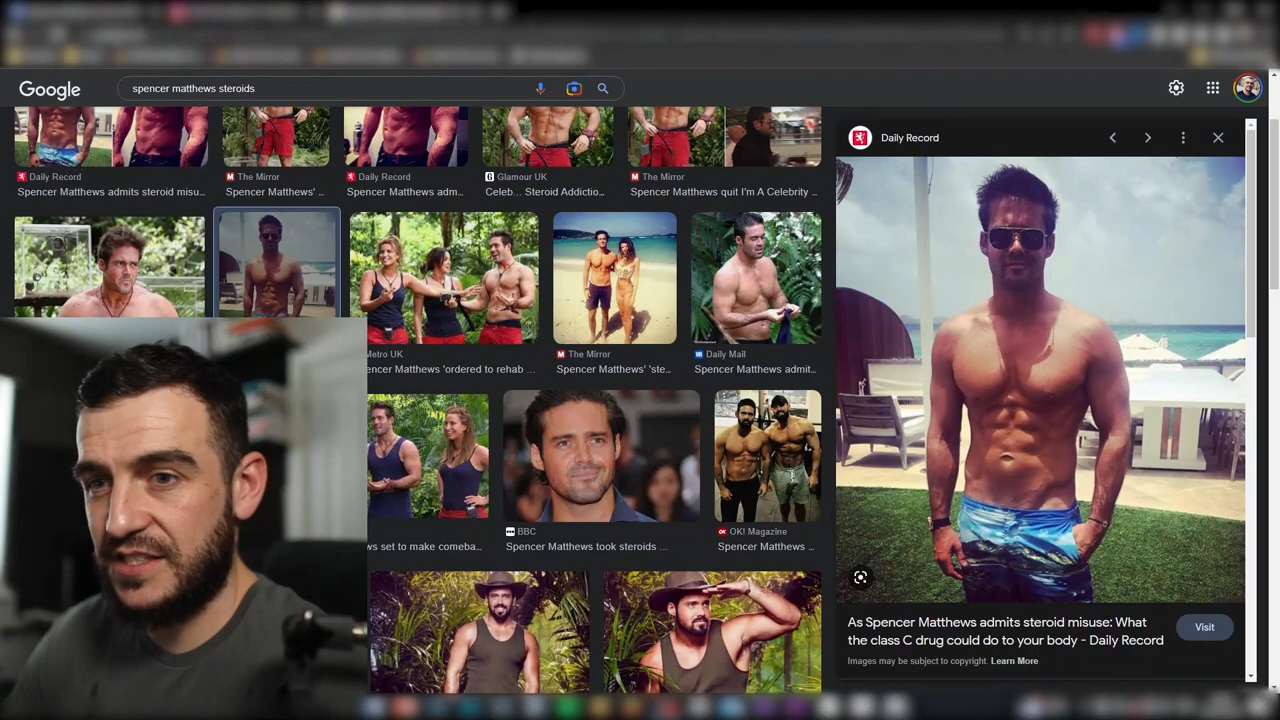 Google
spencer matthews steroids
Daily Record
The Mirror
Daily Record
Glamour UK
The Mirror
Spencer Matthews admits steroid misu...
Spencer Matthews' ...
Spencer Matthews adm...
Celeb... Steroid Addictio...
Spencer Matthews quit I'm A Celebrity ...
Metro UK
The Mirror
Daily Mail
Spencer Matthews 'ordered to rehab ...
Spencer Matthews' 'ste...
Spencer Matthews admit...
BBC
OK! Magazine
ws set to make comeba...
Spencer Matthews took steroids ...
Spencer Matthews ...
Daily Record
As Spencer Matthews admits steroid misuse: What
the class C drug could do to your body - Daily Record
Visit
Images may be subject to copyright. Learn More